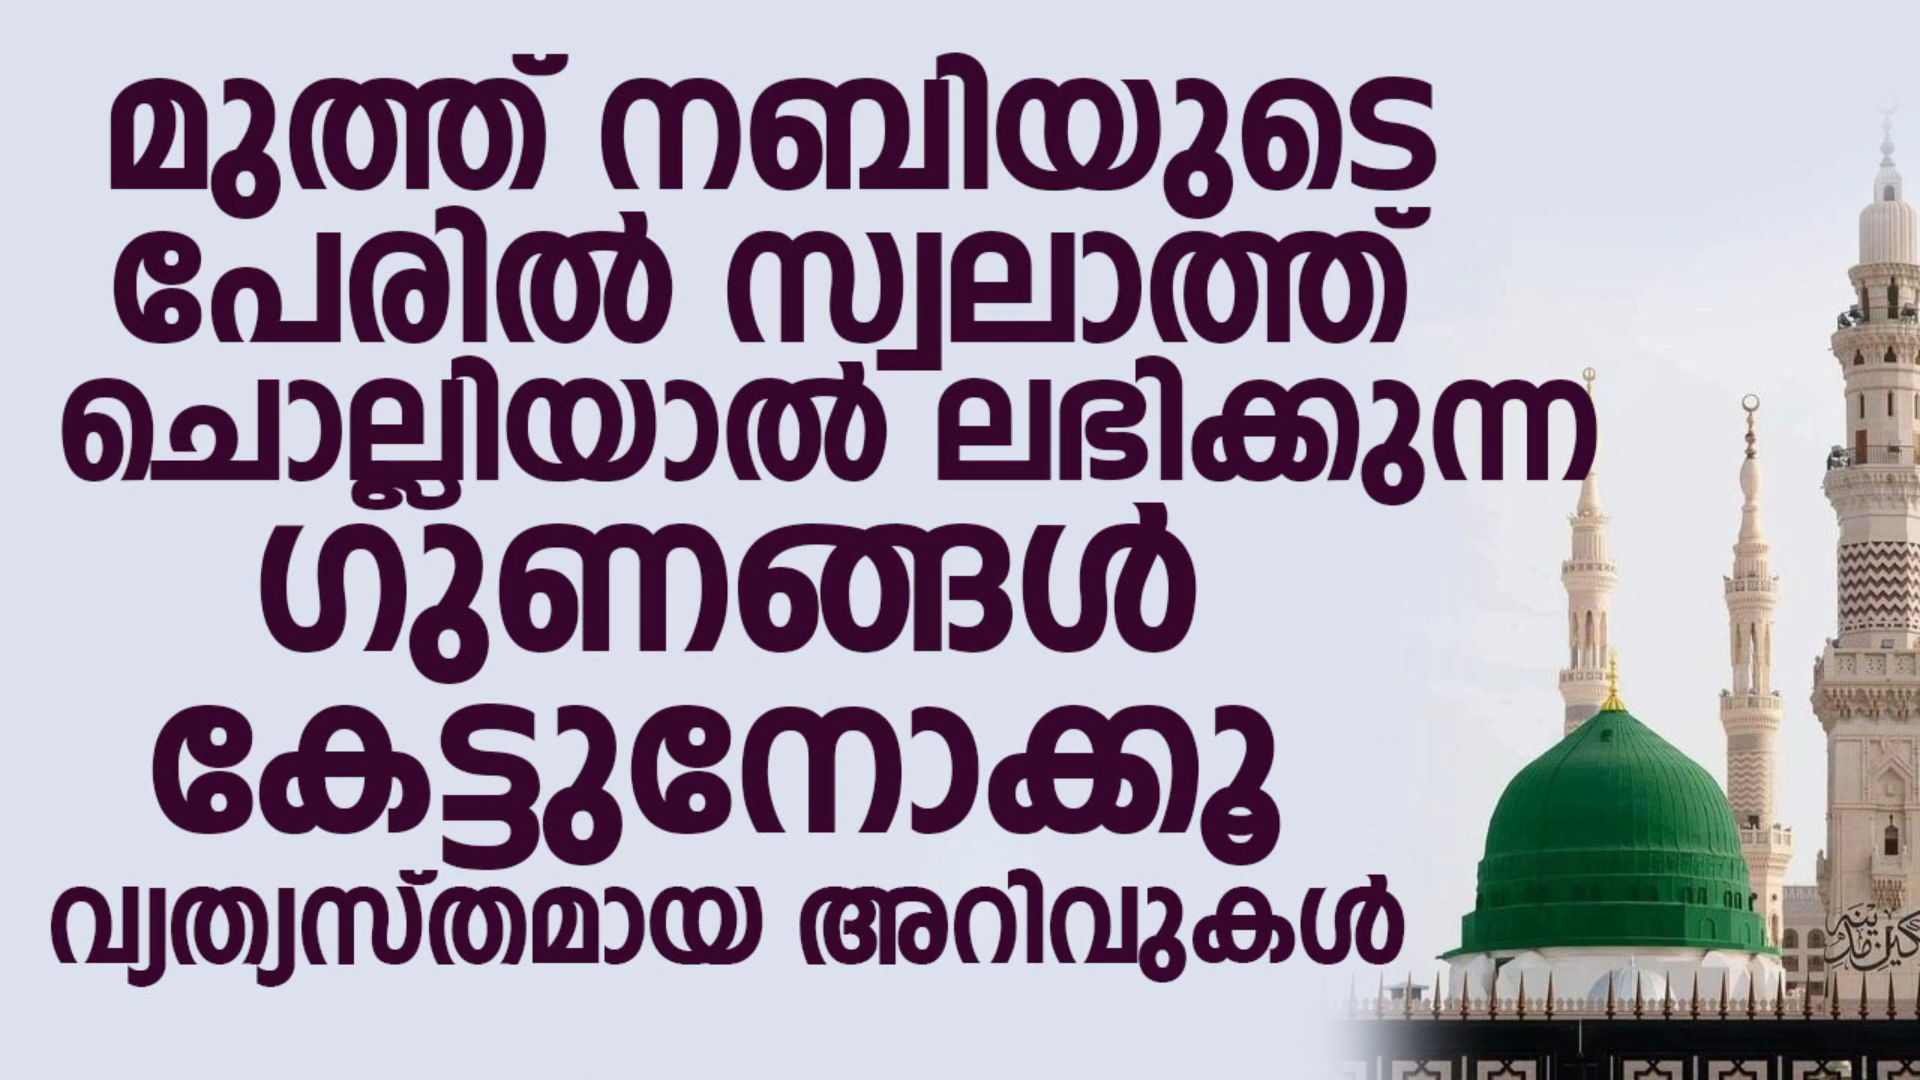 മുത്ത് നബിയുടെ
പേരിൽ സ്വലാത്ത്
ചൊല്ലിയാൽ ലഭിക്കുന്ന
ഗുണങ്ങൾ
കേട്ടുനോക്കൂ
വ്യത്യസ്തമായ അറിവുകൾ